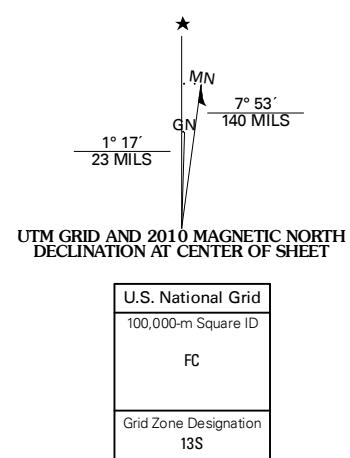 ★
MN
7° 53´
140 MILS
GN
1° 17´
23 MILS
UTM GRID AND 2010 MAGNETIC NORTH
DECLINATION AT CENTER OF SHEET
U.S. National Grid
100,000-m Square ID
FC
Grid Zone Designation
13S